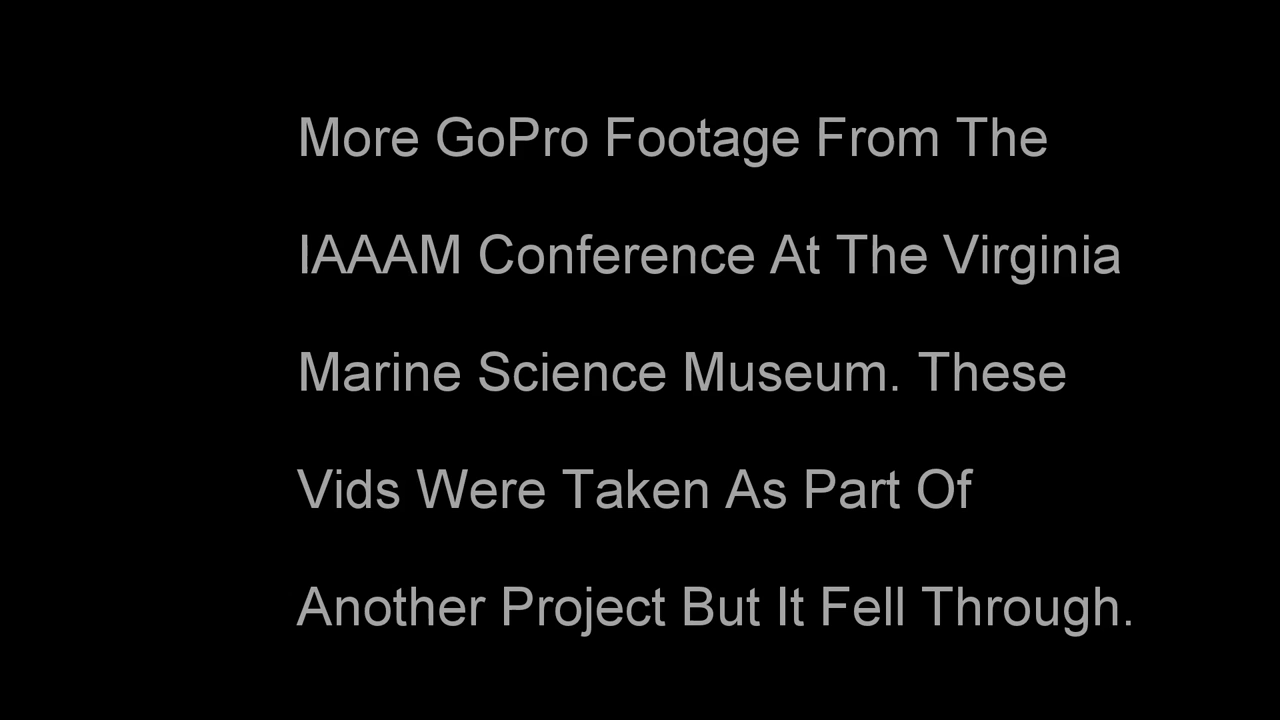 More GoPro Footage From The
IAAAM Conference At The Virginia
Marine Science Museum. These
Vids Were Taken As Part Of
Another Project But It Fell Through.